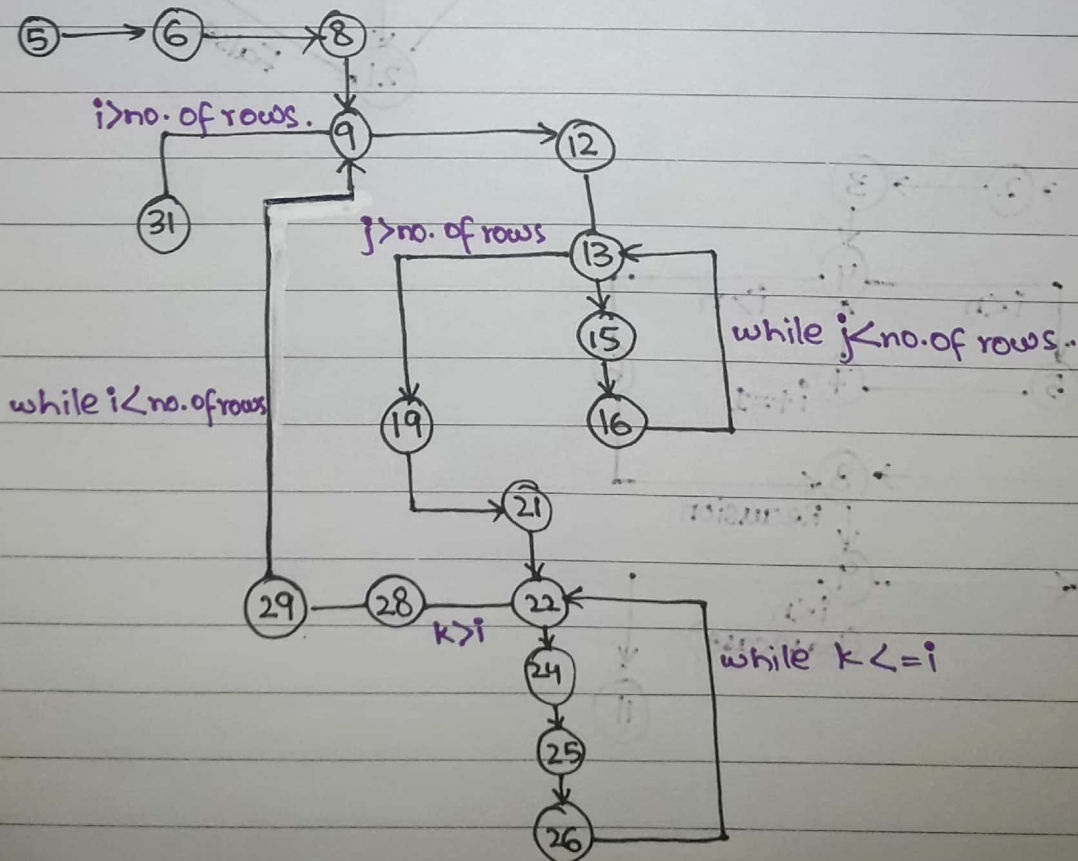 5 6 8
i>no. of rows. 9 12
31
j>no. of rows 13
15 while j<no.of rows.
while i<no.of rows 19 16
21
29 28 k>i 22
24 while k<=i
25
26